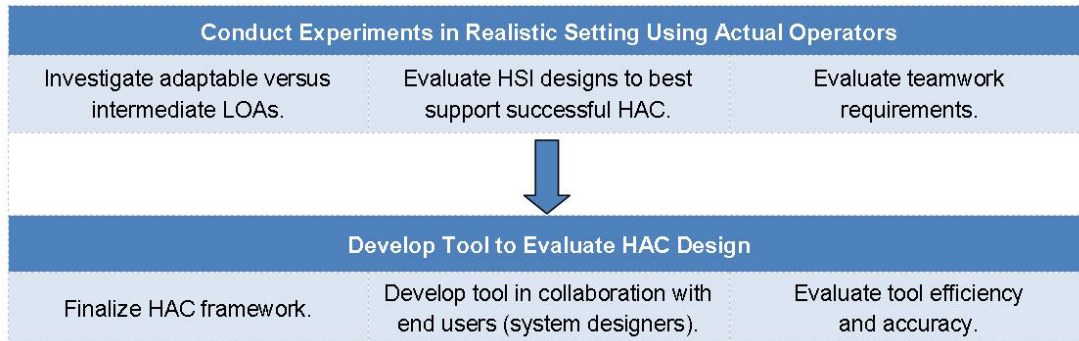 Conduct Experiments in Realistic Setting Using Actual Operators
Investigate adaptable versus
intermediate LOAs.
Evaluate HSI designs to best
support successful HAC.
Evaluate teamwork
requirements.
Develop Tool to Evaluate HAC Design
Finalize HAC framework.
Develop tool in collaboration with
end users (system designers).
Evaluate tool efficiency
and accuracy.